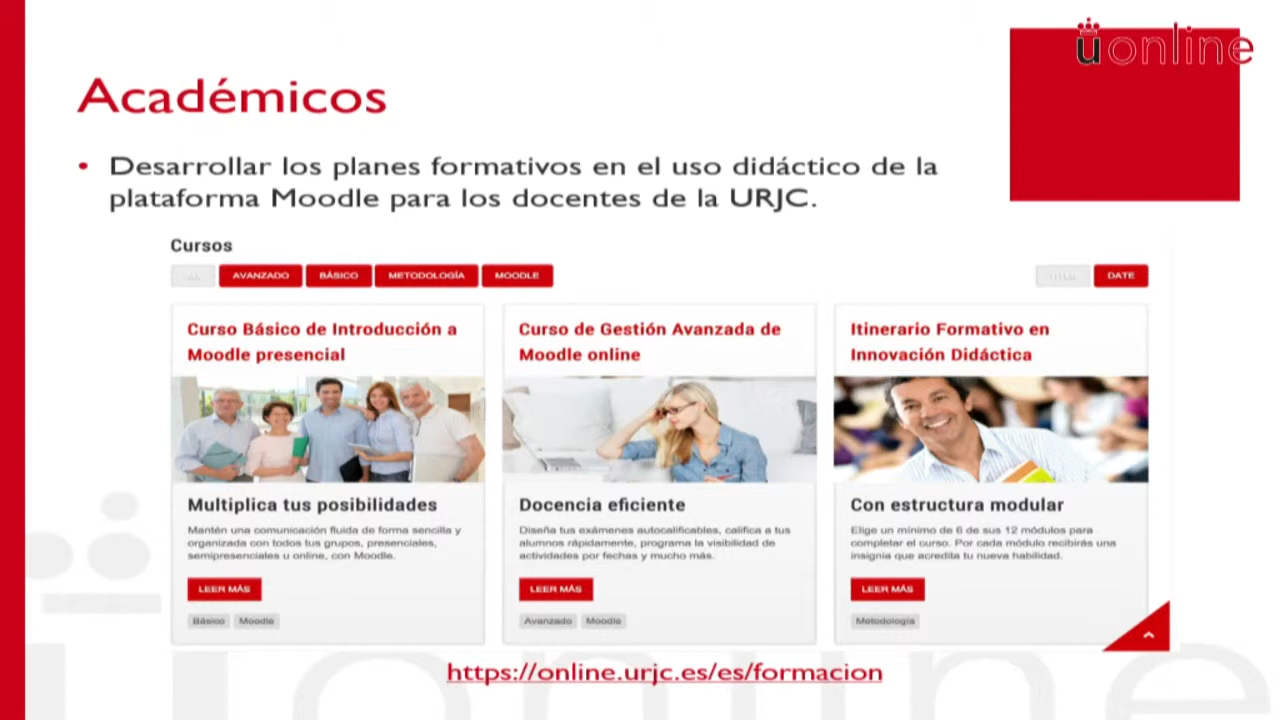 uonline
Académicos
• Desarrollar los planes formativos en el uso didáctico de la
plataforma Moodle para los docentes de la URJC.
Cursos
ALL AVANZADO BÁSICO METODOLOGÍA MOODLE TITLE DATE
Curso Básico de Introducción a
Moodle presencial
Multiplica tus posibilidades
Mantén una comunicación fluida de forma sencilla y
organizada con todos tus grupos, presenciales,
semipresenciales u online, con Moodle.
LEER MÁS
Básico Moodle
Curso de Gestión Avanzada de
Moodle online
Docencia eficiente
Diseña tus exámenes autocalificables, califica a tus
alumnos rápidamente, programa la visibilidad de
actividades por fechas y mucho más.
LEER MÁS
Avanzado Moodle
Itinerario Formativo en
Innovación Didáctica
Con estructura modular
Elige un mínimo de 6 de sus 12 módulos para
completar el curso. Por cada módulo recibirás una
insignia que acredita tu nueva habilidad.
LEER MÁS
Metodología
https://online.urjc.es/es/formacion
uonline